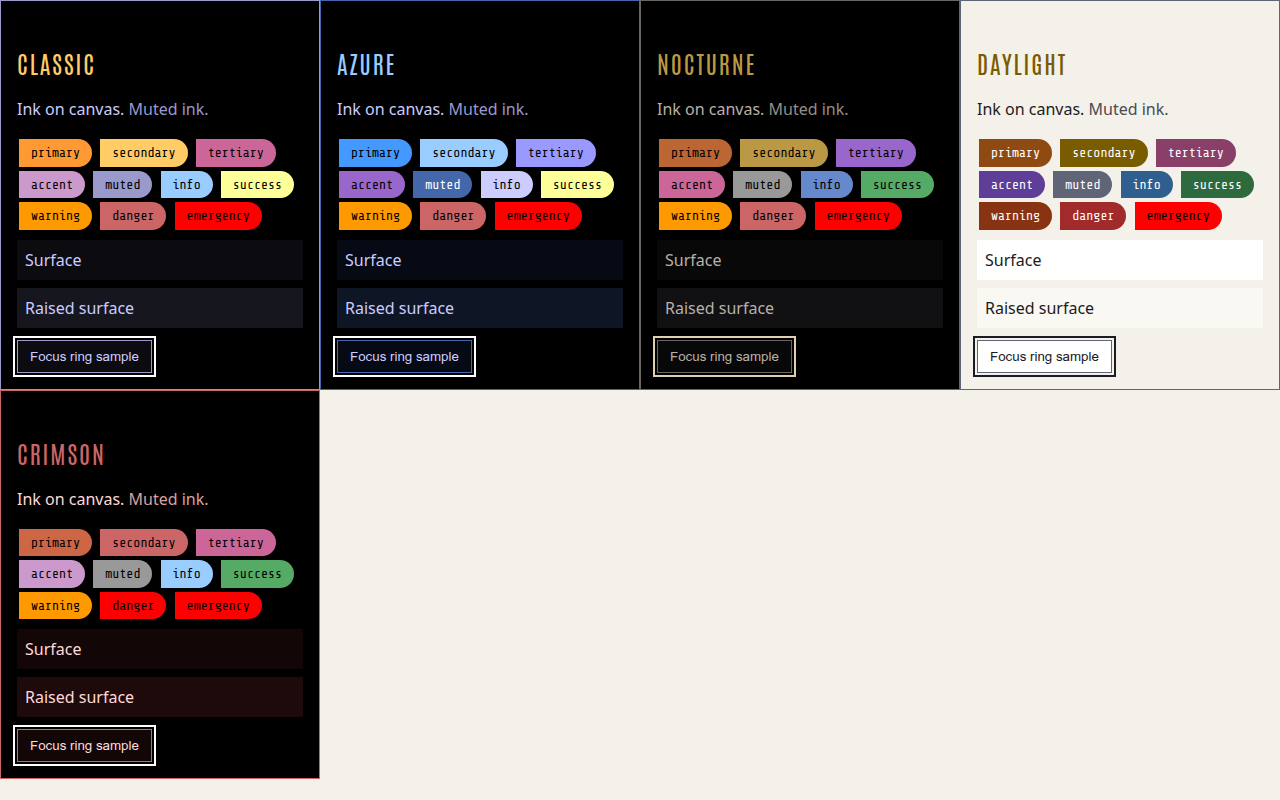 CLASSIC
Ink on canvas. Muted ink.
primary secondary tertiary
accent muted info success
warning danger emergency
Surface
Raised surface
Focus ring sample
AZURE
Ink on canvas. Muted ink.
primary secondary tertiary
accent muted info success
warning danger emergency
Surface
Raised surface
Focus ring sample
NOCTURNE
Ink on canvas. Muted ink.
primary secondary tertiary
accent muted info success
warning danger emergency
Surface
Raised surface
Focus ring sample
DAYLIGHT
Ink on canvas. Muted ink.
primary secondary tertiary
accent muted info success
warning danger emergency
Surface
Raised surface
Focus ring sample
CRIMSON
Ink on canvas. Muted ink.
primary secondary tertiary
accent muted info success
warning danger emergency
Surface
Raised surface
Focus ring sample